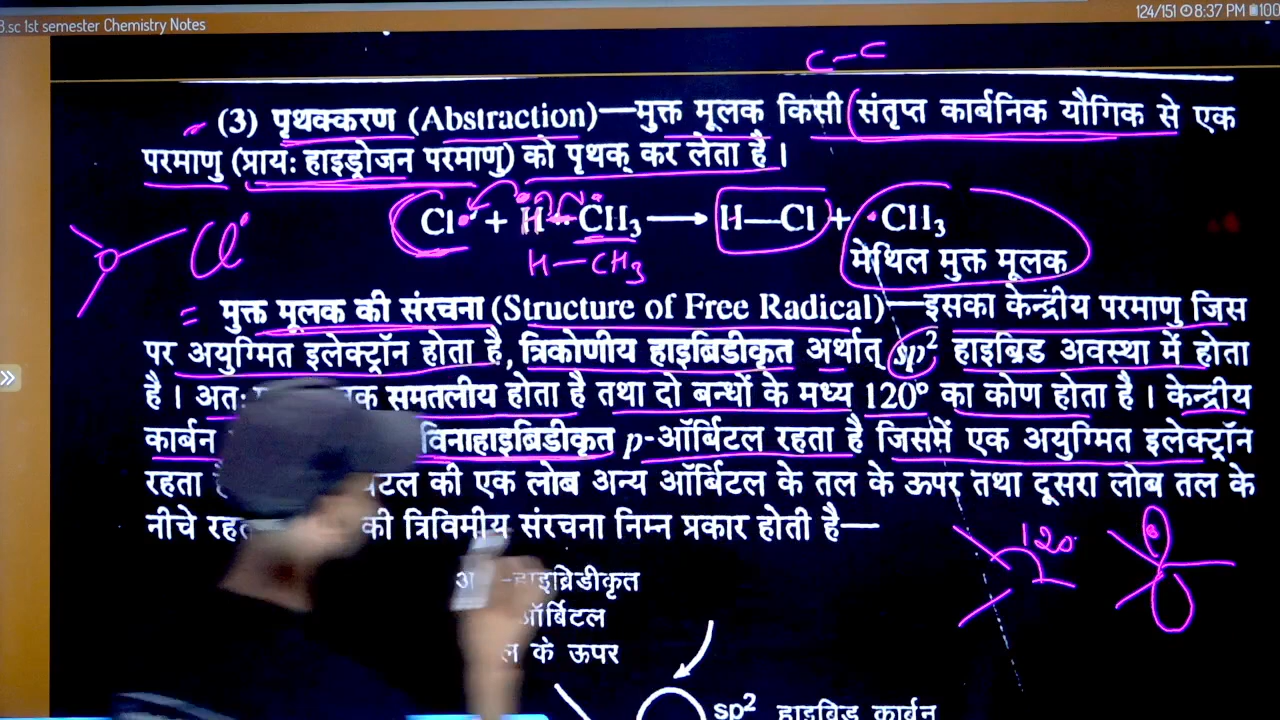 B.sc 1st semester Chemistry Notes
124/151 8:37 PM 100
C-C
(3) पृथक्करण (Abstraction)—मुक्त मूलक किसी संतृप्त कार्बनिक यौगिक से एक
परमाणु (प्रायः हाइड्रोजन परमाणु) को पृथक् कर लेता है ।
Cl• + H—CH₃ ⟶ H—Cl + •CH₃
Cl•
H—CH₃
मेथिल मुक्त मूलक
= मुक्त मूलक की संरचना (Structure of Free Radical)—इसका केन्द्रीय परमाणु जिस
पर अयुग्मित इलेक्ट्रॉन होता है, त्रिकोणीय हाइब्रिडीकृत अर्थात् sp² हाइब्रिड अवस्था में होता
है । अतः समतलीय होता है तथा दो बन्धों के मध्य 120° का कोण होता है । केन्द्रीय
कार्बन विनाहाइब्रिडीकृत p-ऑर्बिटल रहता है जिसमें एक अयुग्मित इलेक्ट्रॉन
रहता की एक लोब अन्य ऑर्बिटल के तल के ऊपर तथा दूसरा लोब तल के
नीचे की त्रिविमीय संरचना निम्न प्रकार होती है—
120°
-हाइब्रिडीकृत
ऑर्बिटल
के ऊपर
sp² हाइब्रिड कार्बन